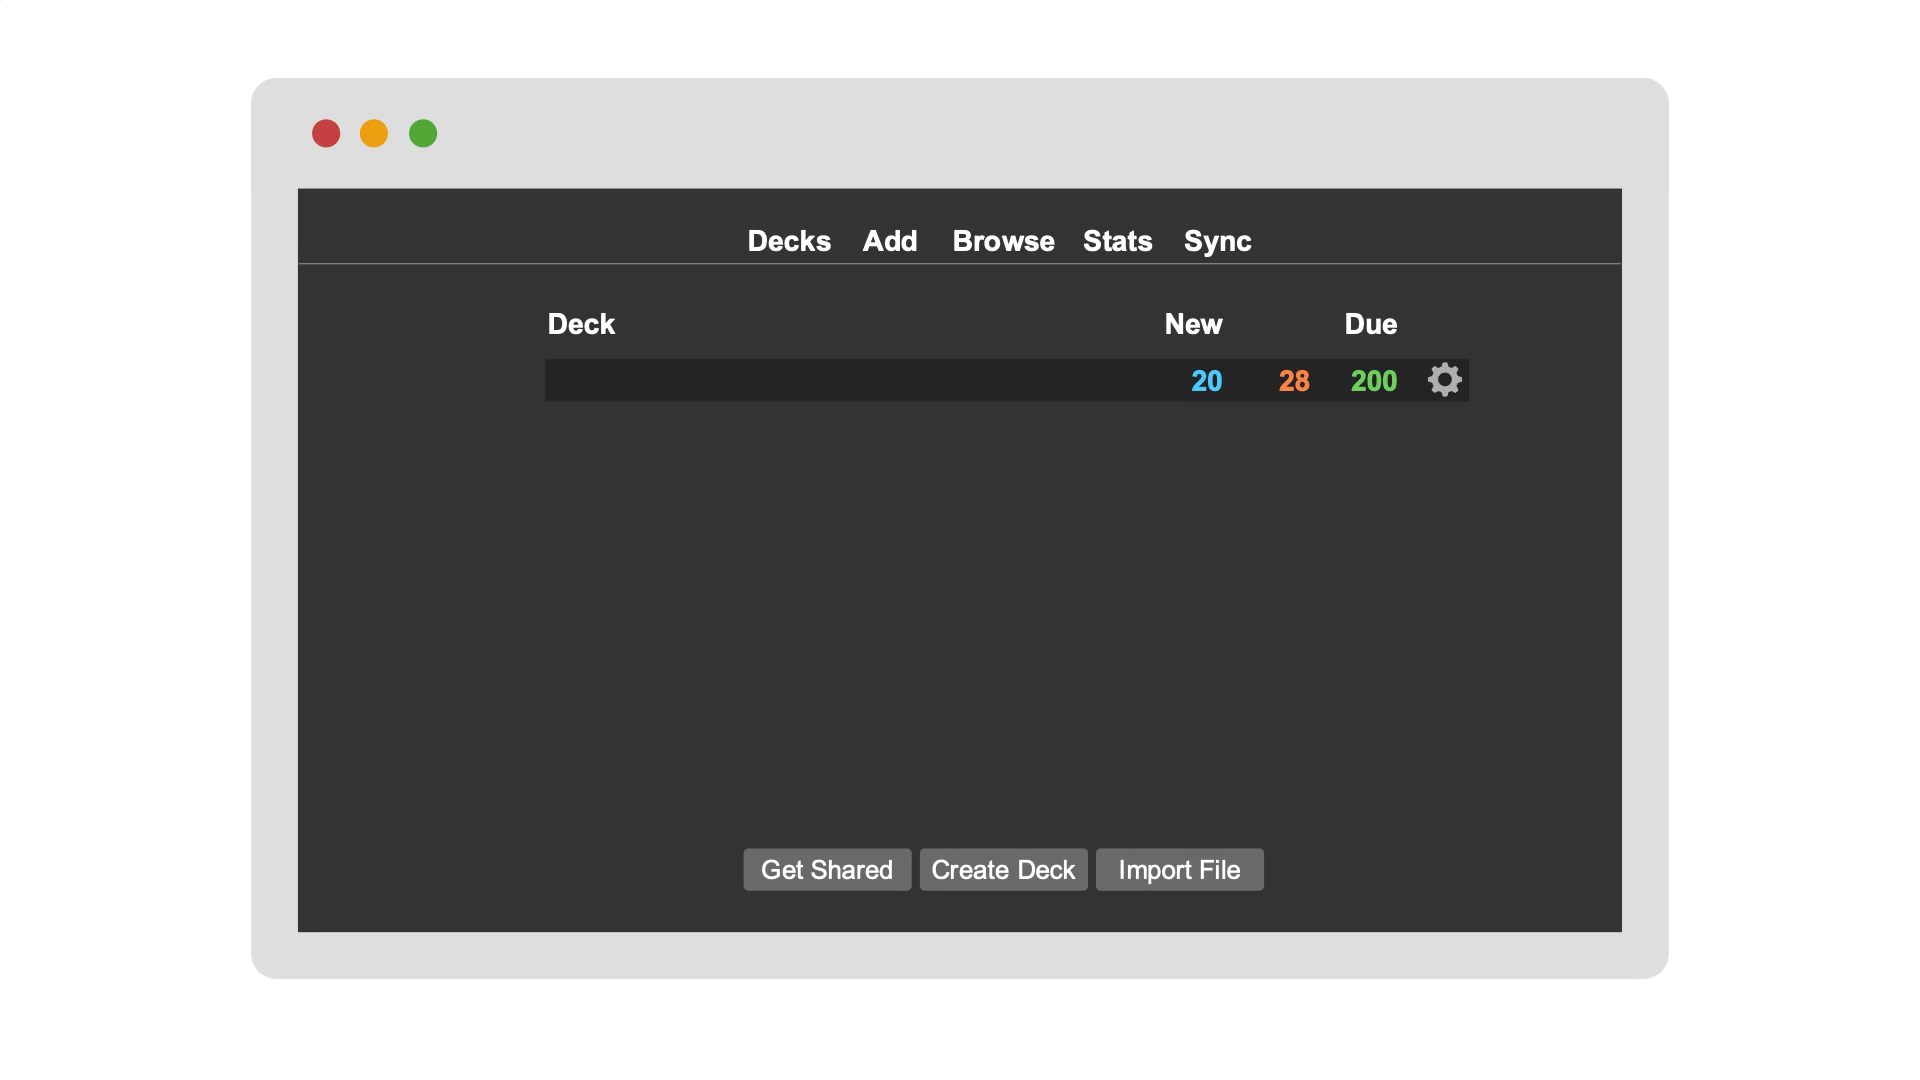 Decks Add Browse Stats Sync
Deck New Due
20 28 200
Get Shared Create Deck Import File